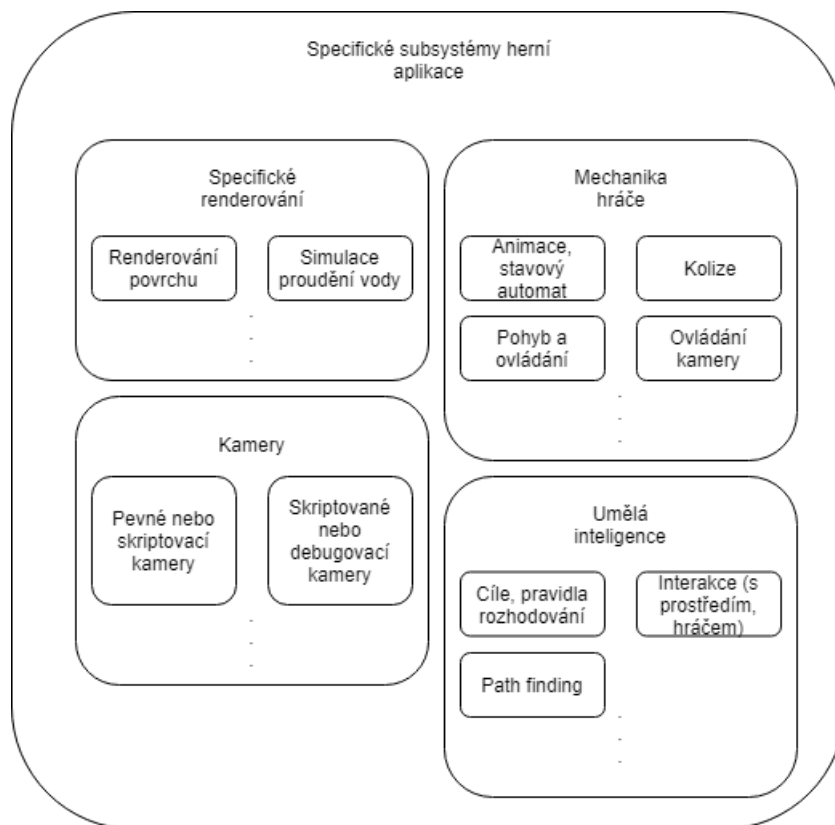 Specifické subsystémy herní
aplikace
Specifické
renderování
Renderování
povrchu
Simulace
proudění vody
Mechanika
hráče
Animace,
stavový
automat
Kolize
Pohyb a
ovládání
Ovládání
kamery
Kamery
Pevné nebo
skriptovací
kamery
Skriptované
nebo
debugovací
kamery
Umělá
inteligence
Cíle, pravidla
rozhodování
Interakce (s
prostředím,
hráčem)
Path finding